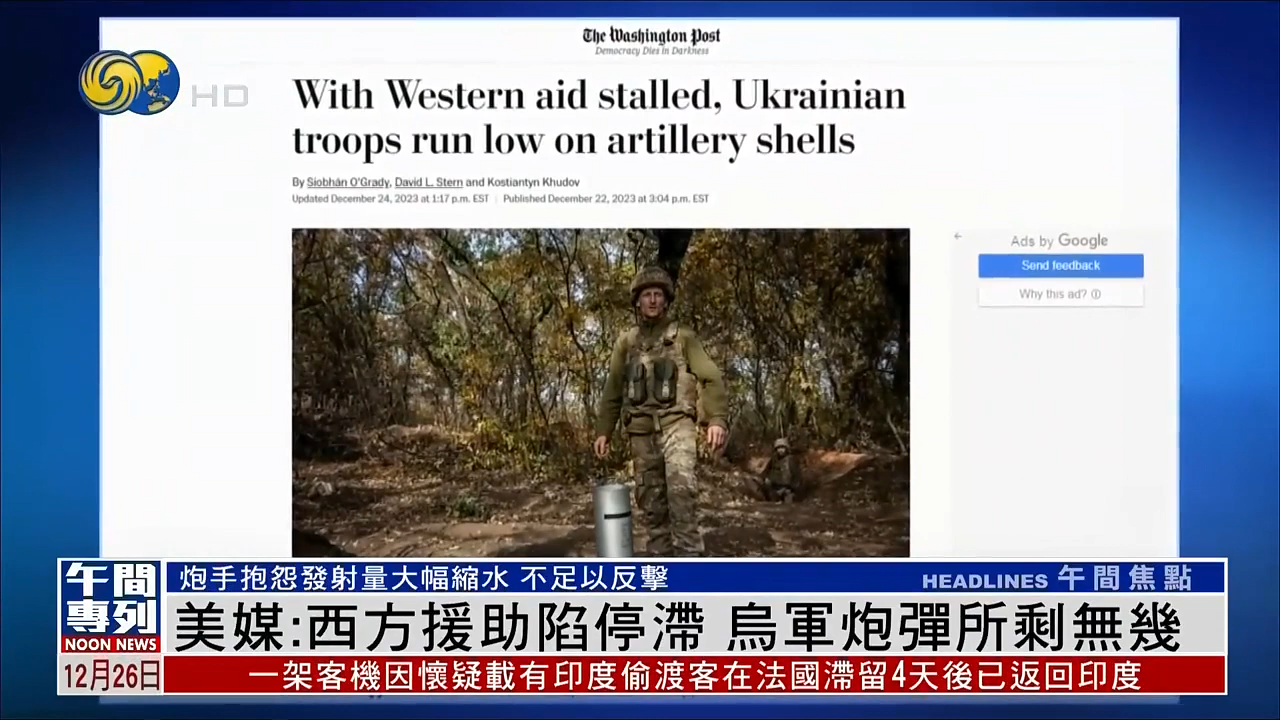 The Washington Post
Democracy Dies in Darkness
HD
With Western aid stalled, Ukrainian
troops run low on artillery shells
By Siobhán O'Grady, David L. Stern and Kostiantyn Khudov
Updated December 24, 2023 at 1:17 p.m. EST | Published December 22, 2023 at 3:04 p.m. EST
Ads by Google
Send feedback
Why this ad?
午間專列
NOON NEWS
炮手抱怨發射量大幅縮水 不足以反擊
HEADLINES 午間焦點
美媒:西方援助陷停滯 烏軍炮彈所剩無幾
12月26日
一架客機因懷疑載有印度偷渡客在法國滯留4天後已返回印度